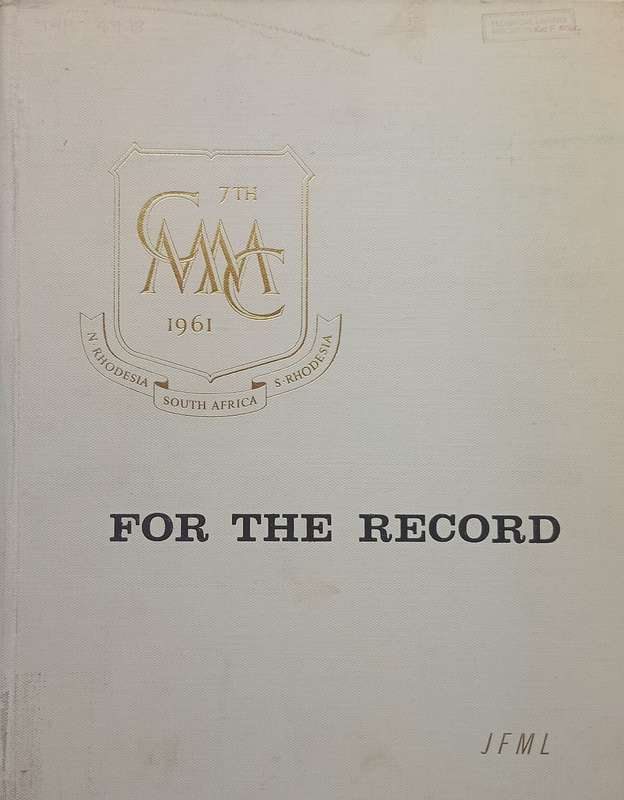 7TH
CMMC
1961
N·RHODESIA
SOUTH AFRICA
S·RHODESIA
FOR THE RECORD
JFML